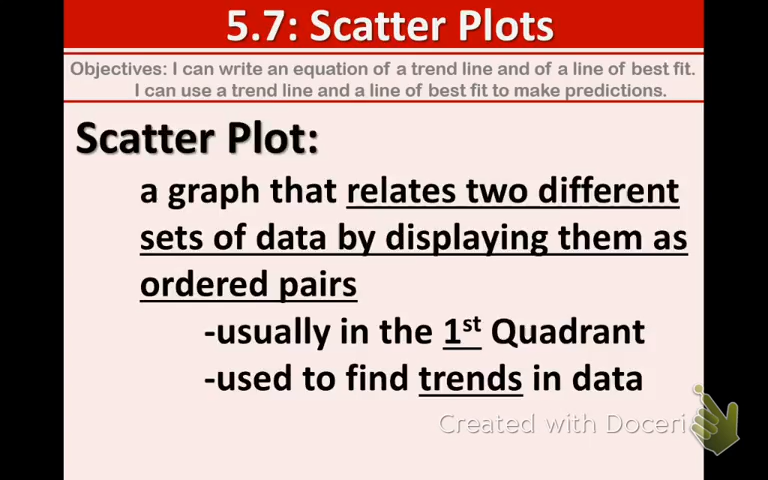 5.7: Scatter Plots
Objectives: I can write an equation of a trend line and of a line of best fit.
I can use a trend line and a line of best fit to make predictions.
Scatter Plot:
a graph that relates two different
sets of data by displaying them as
ordered pairs
-usually in the 1st Quadrant
-used to find trends in data
Created with Doceri